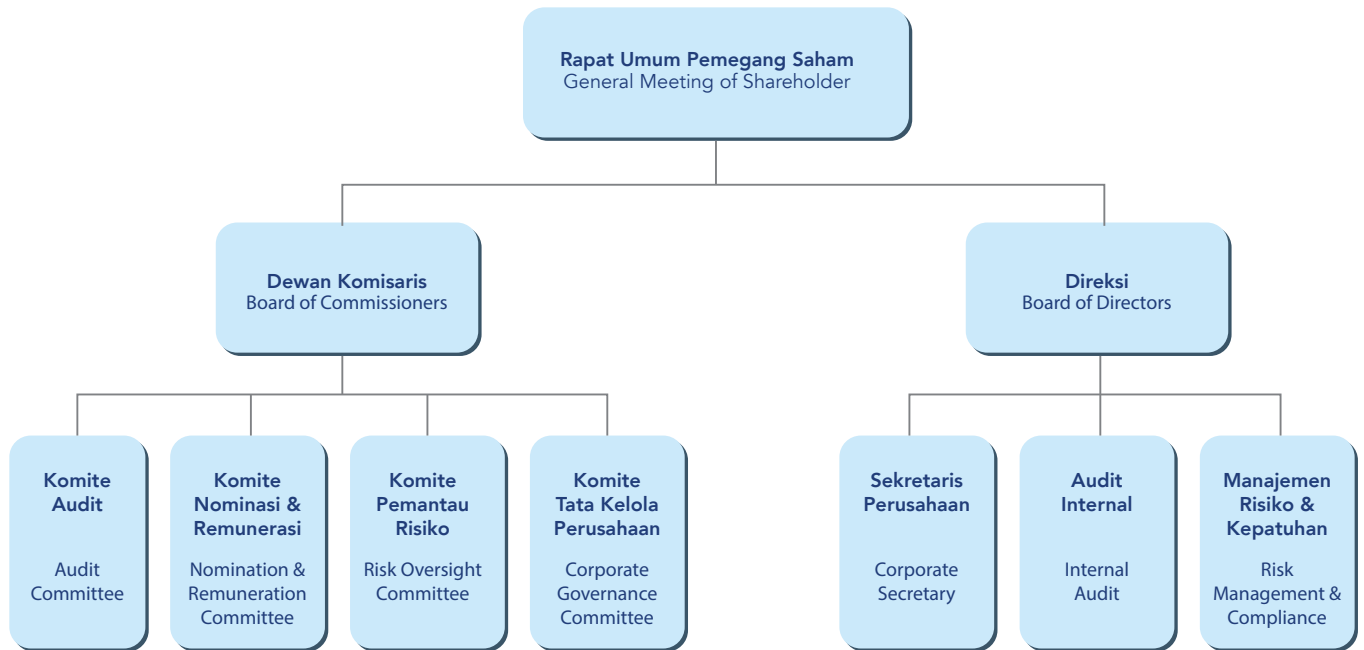 Rapat Umum Pemegang Saham
General Meeting of Shareholder
Dewan Komisaris
Board of Commissioners
Direksi
Board of Directors
Komite
Audit
Audit
Committee
Komite
Nominasi &
Remunerasi
Nomination &
Remuneration
Committee
Komite
Pemantau
Risiko
Risk Oversight
Committee
Komite
Tata Kelola
Perusahaan
Corporate
Governance
Committee
Sekretaris
Perusahaan
Corporate
Secretary
Audit
Internal
Internal
Audit
Manajemen
Risiko &
Kepatuhan
Risk
Management &
Compliance